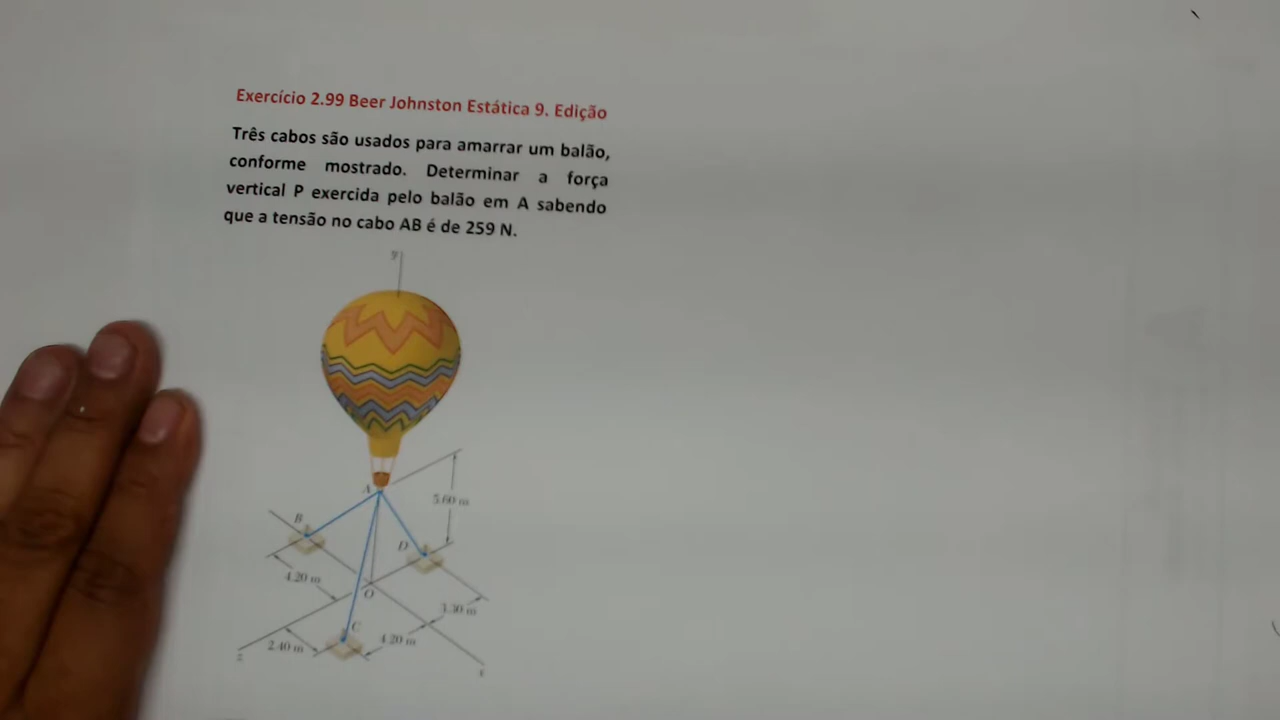 Exercício 2.99 Beer Johnston Estática 9. Edição
Três cabos são usados para amarrar um balão,
conforme mostrado. Determinar a força
vertical P exercida pelo balão em A sabendo
que a tensão no cabo AB é de 259 N.
y
A
5.60 m
B
D
4.20 m
O
3.30 m
C
4.20 m
2.40 m
z
x